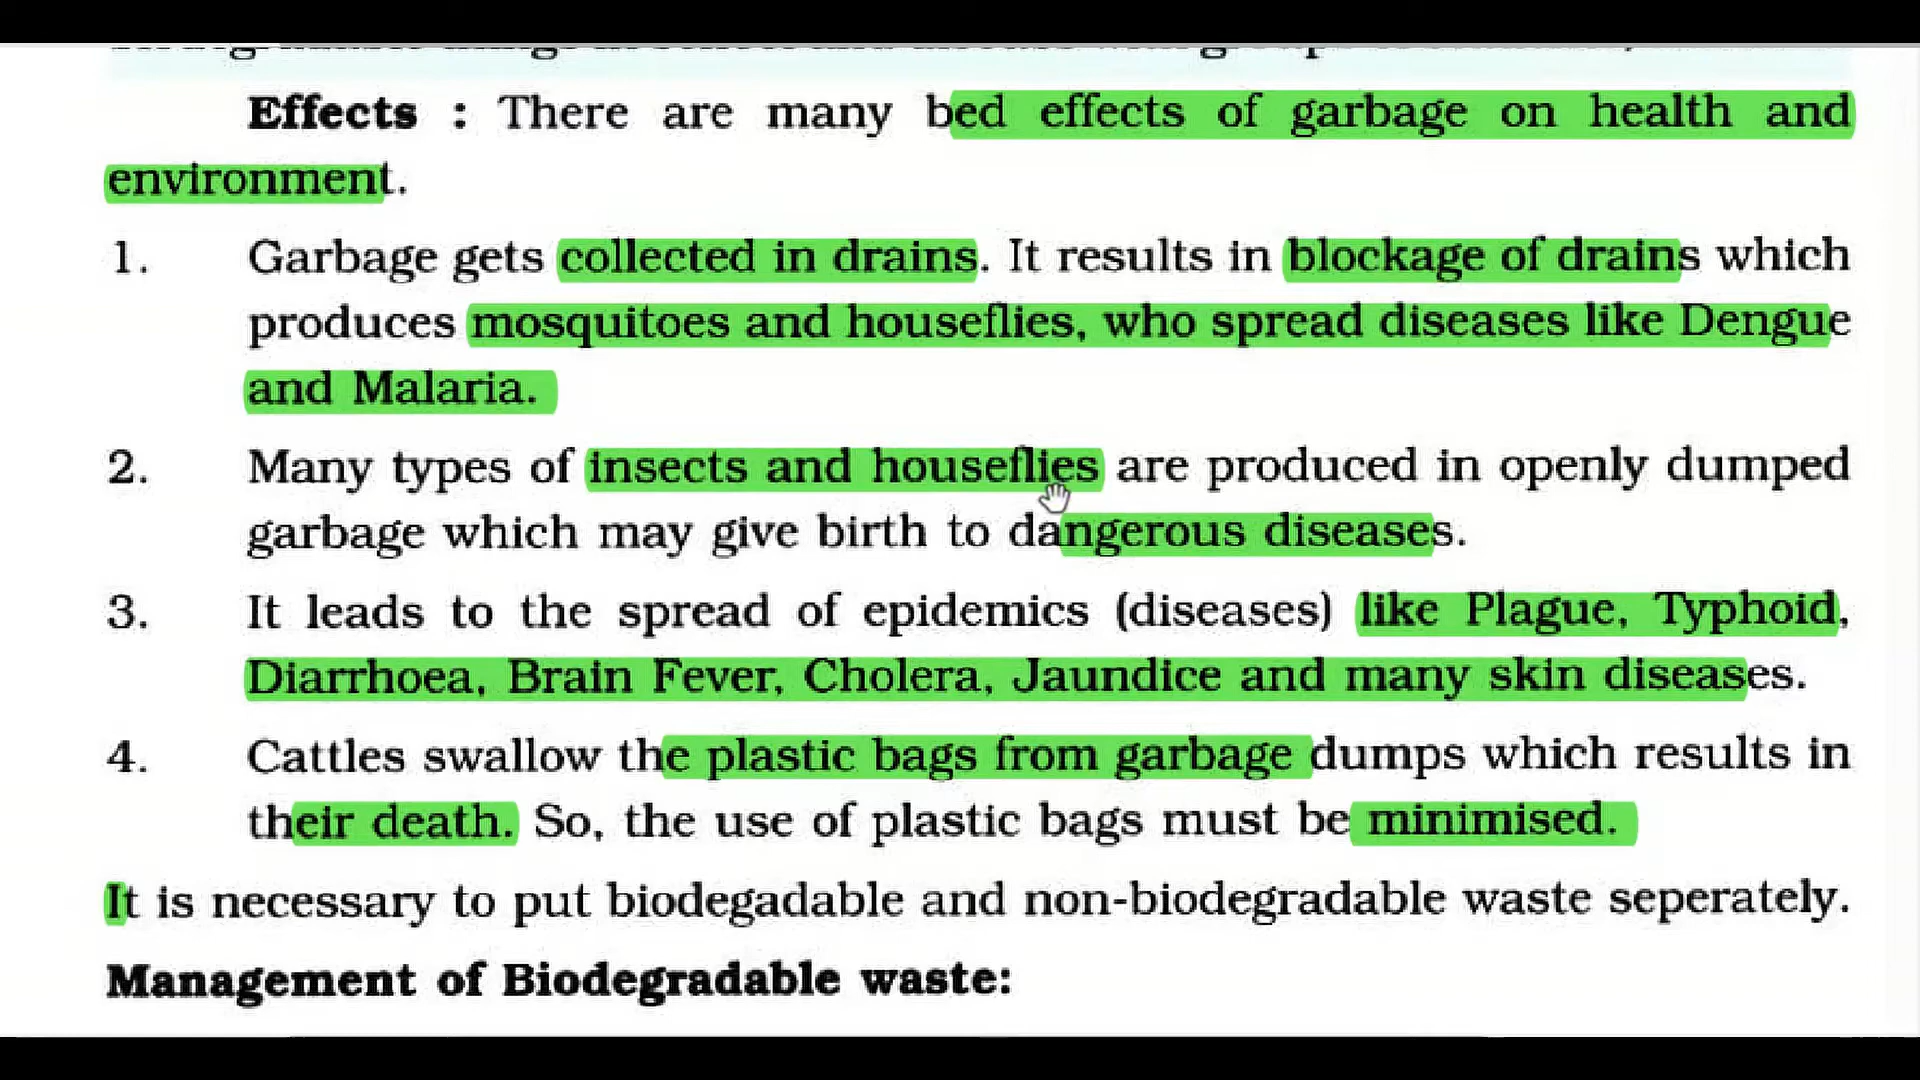 Effects : There are many bed effects of garbage on health and
environment.
1. Garbage gets collected in drains. It results in blockage of drains which
produces mosquitoes and houseflies, who spread diseases like Dengue
and Malaria.
2. Many types of insects and houseflies are produced in openly dumped
garbage which may give birth to dangerous diseases.
3. It leads to the spread of epidemics (diseases) like Plague, Typhoid,
Diarrhoea, Brain Fever, Cholera, Jaundice and many skin diseases.
4. Cattles swallow the plastic bags from garbage dumps which results in
their death. So, the use of plastic bags must be minimised.
It is necessary to put biodegadable and non-biodegradable waste seperately.
Management of Biodegradable waste: